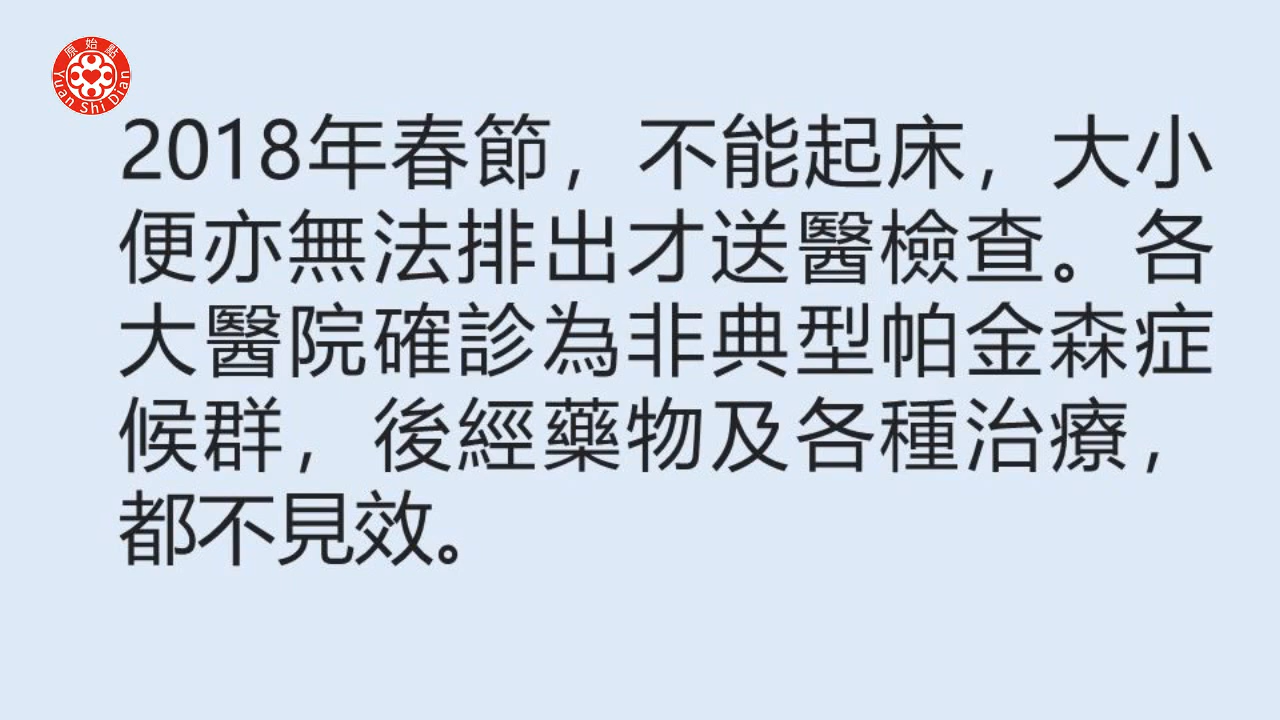 原始點
Yuan Shi Dian
2018年春節，不能起床，大小
便亦無法排出才送醫檢查。各
大醫院確診為非典型帕金森症
候群，後經藥物及各種治療，
都不見效。